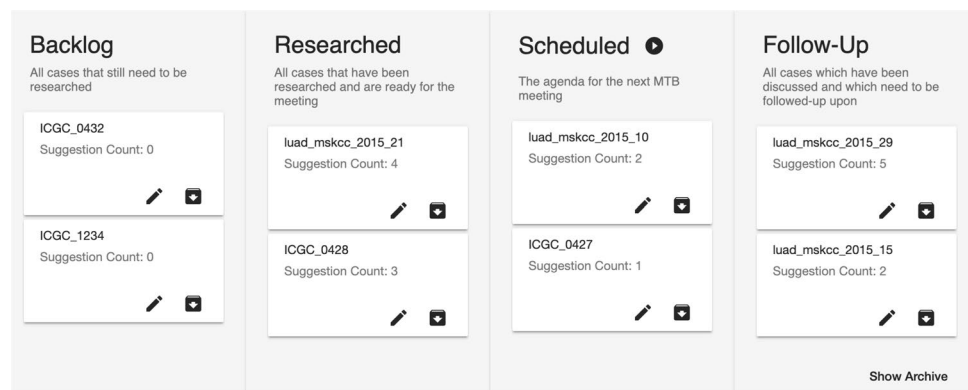 Backlog
All cases that still need to be
researched
ICGC_0432
Suggestion Count: 0
ICGC_1234
Suggestion Count: 0
Researched
All cases that have been
researched and are ready for the
meeting
luad_mskcc_2015_21
Suggestion Count: 4
ICGC_0428
Suggestion Count: 3
Scheduled
The agenda for the next MTB
meeting
luad_mskcc_2015_10
Suggestion Count: 2
ICGC_0427
Suggestion Count: 1
Follow-Up
All cases which have been
discussed and which need to be
followed-up upon
luad_mskcc_2015_29
Suggestion Count: 5
luad_mskcc_2015_15
Suggestion Count: 2
Show Archive